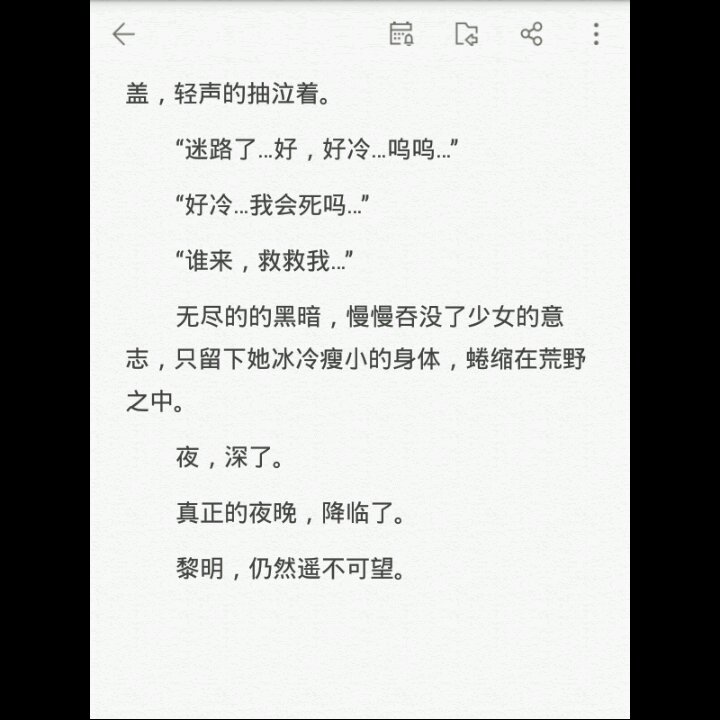 盖，轻声的抽泣着。
“迷路了...好，好冷...呜呜...”
“好冷...我会死吗...”
“谁来，救救我...”
无尽的的黑暗，慢慢吞没了少女的意
志，只留下她冰冷瘦小的身体，蜷缩在荒野
之中。
夜，深了。
真正的夜晚，降临了。
黎明，仍然遥不可望。